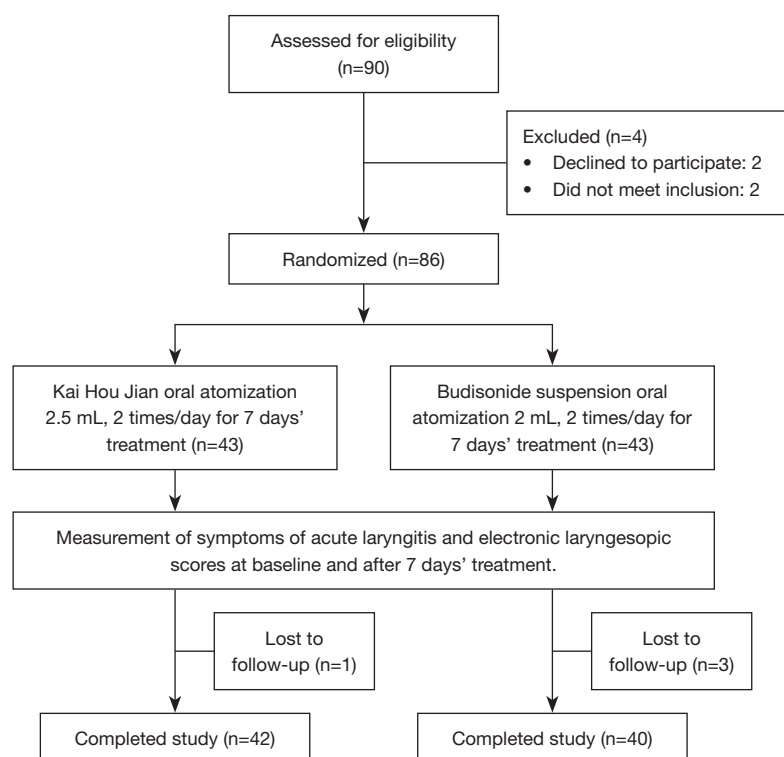 Assessed for eligibility
(n=90)
Excluded (n=4)
• Declined to participate: 2
• Did not meet inclusion: 2
Randomized (n=86)
Kai Hou Jian oral atomization
2.5 mL, 2 times/day for 7 days'
treatment (n=43)
Budisonide suspension oral
atomization 2 mL, 2 times/day for
7 days' treatment (n=43)
Measurement of symptoms of acute laryngitis and electronic laryngesopic
scores at baseline and after 7 days' treatment.
Lost to
follow-up (n=1)
Lost to
follow-up (n=3)
Completed study (n=42)
Completed study (n=40)